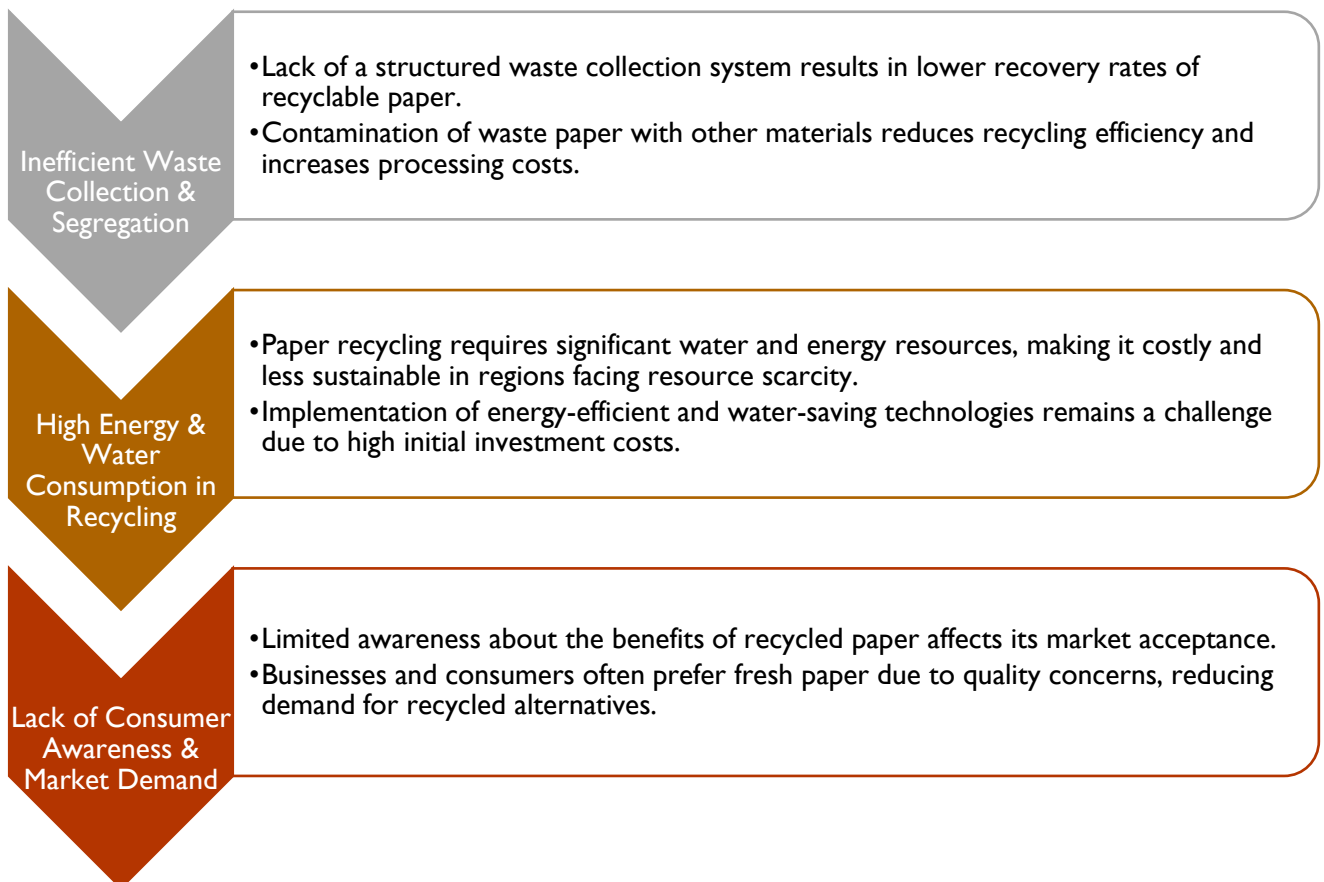 Inefficient Waste
Collection &
Segregation
•Lack of a structured waste collection system results in lower recovery rates of
recyclable paper.
•Contamination of waste paper with other materials reduces recycling efficiency and
increases processing costs.
High Energy &
Water
Consumption in
Recycling
•Paper recycling requires significant water and energy resources, making it costly and
less sustainable in regions facing resource scarcity.
•Implementation of energy-efficient and water-saving technologies remains a challenge
due to high initial investment costs.
Lack of Consumer
Awareness &
Market Demand
•Limited awareness about the benefits of recycled paper affects its market acceptance.
•Businesses and consumers often prefer fresh paper due to quality concerns, reducing
demand for recycled alternatives.